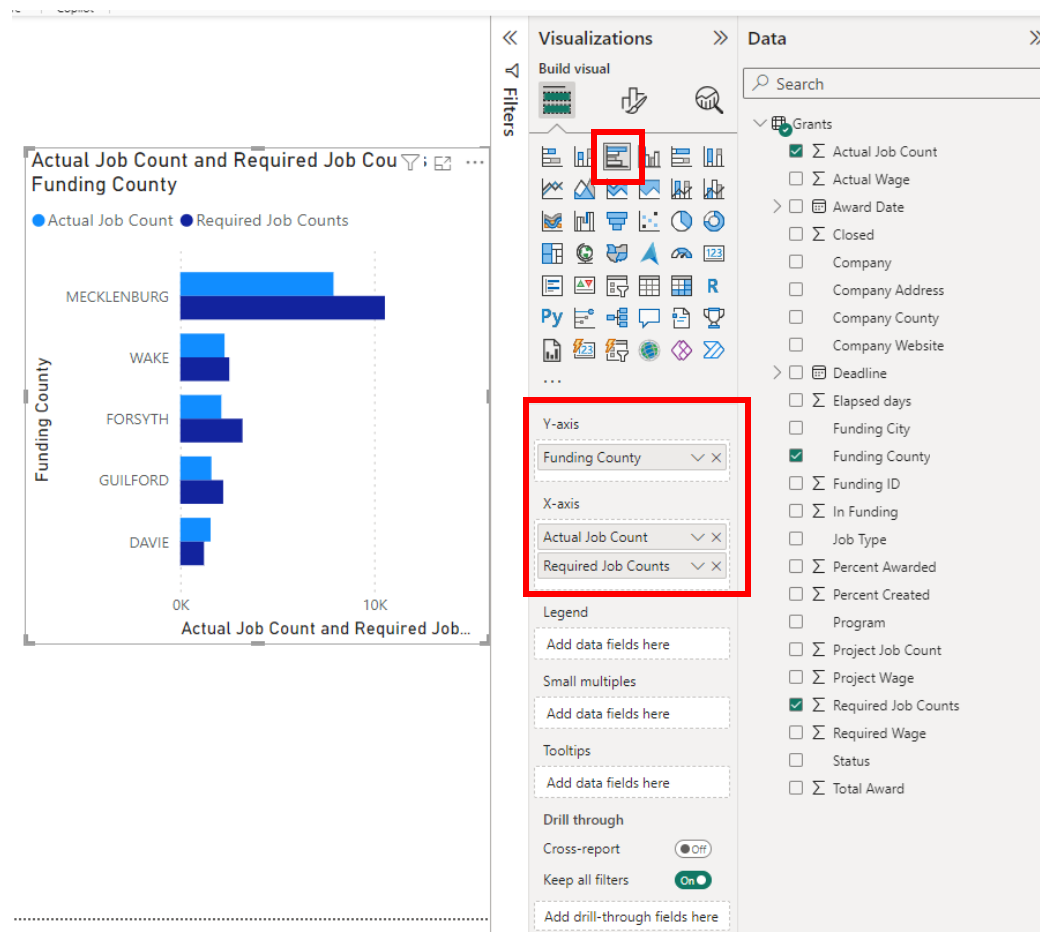 Visualizations
Data
Build visual
Search
Filters
Grants
Actual Job Count and Required Job Cou
Funding County
Actual Job Count Required Job Counts
MECKLENBURG
WAKE
FORSYTH
GUILFORD
DAVIE
Funding County
0K 10K
Actual Job Count and Required Job...
123
R
Py
123
...
Y-axis
Funding County
X-axis
Actual Job Count
Required Job Counts
Legend
Add data fields here
Small multiples
Add data fields here
Tooltips
Add data fields here
Drill through
Cross-report Off
Keep all filters On
Add drill-through fields here
Actual Job Count
Actual Wage
Award Date
Closed
Company
Company Address
Company County
Company Website
Deadline
Elapsed days
Funding City
Funding County
Funding ID
In Funding
Job Type
Percent Awarded
Percent Created
Program
Project Job Count
Project Wage
Required Job Counts
Required Wage
Status
Total Award